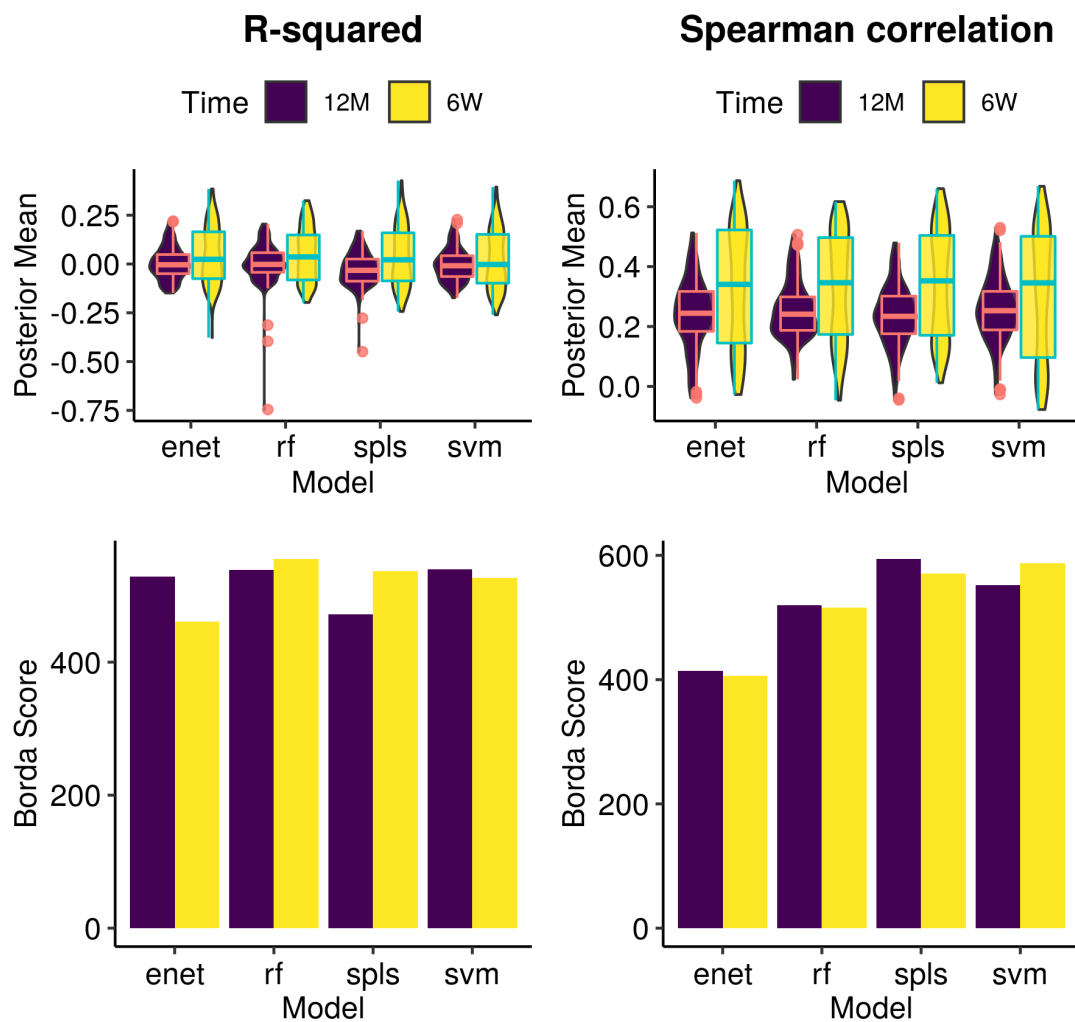 R-squared
Spearman correlation
Time 12M 6W
Time 12M 6W
Posterior Mean
0.25
0.00
-0.25
-0.50
-0.75
enet rf spls svm
Model
Posterior Mean
0.6
0.4
0.2
0.0
enet rf spls svm
Model
Borda Score
400
200
0
enet rf spls svm
Model
Borda Score
600
400
200
0
enet rf spls svm
Model